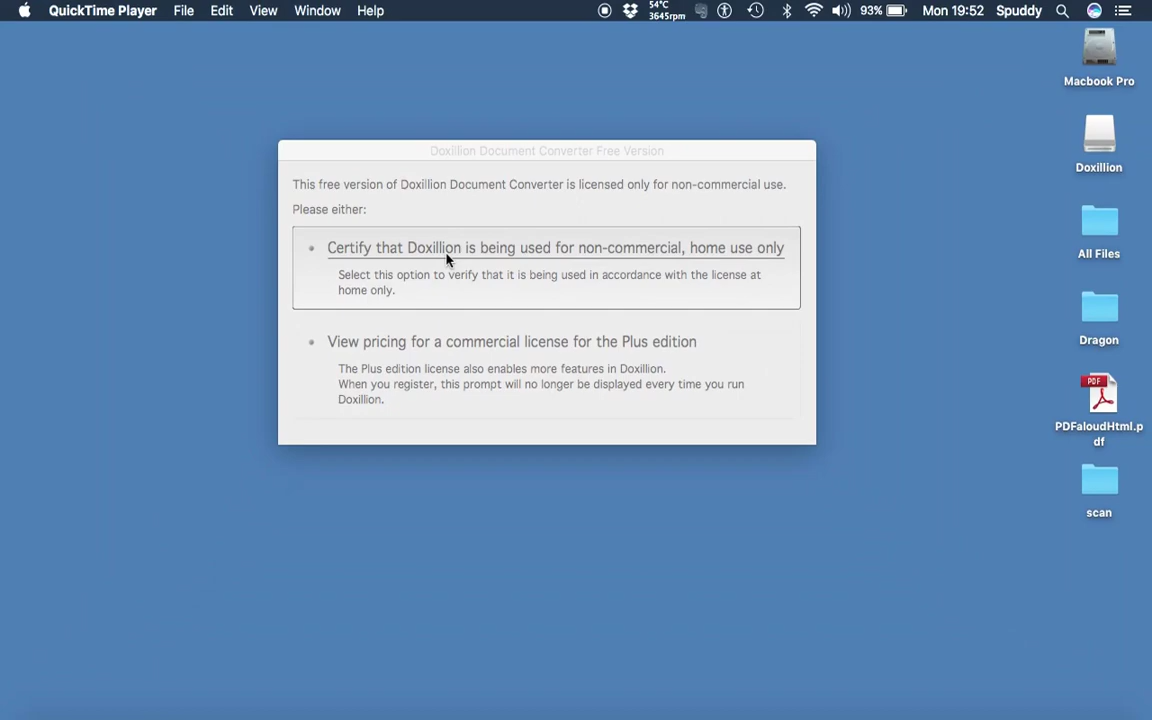 QuickTime Player File Edit View Window Help 54°C 3645rpm 93% Mon 19:52 Spuddy
Macbook Pro
Doxillion
All Files
Dragon
PDF
PDFaloudHtml.p
df
scan
Doxillion Document Converter Free Version
This free version of Doxillion Document Converter is licensed only for non-commercial use.
Please either:
Certify that Doxillion is being used for non-commercial, home use only
Select this option to verify that it is being used in accordance with the license at
home only.
View pricing for a commercial license for the Plus edition
The Plus edition license also enables more features in Doxillion.
When you register, this prompt will no longer be displayed every time you run
Doxillion.